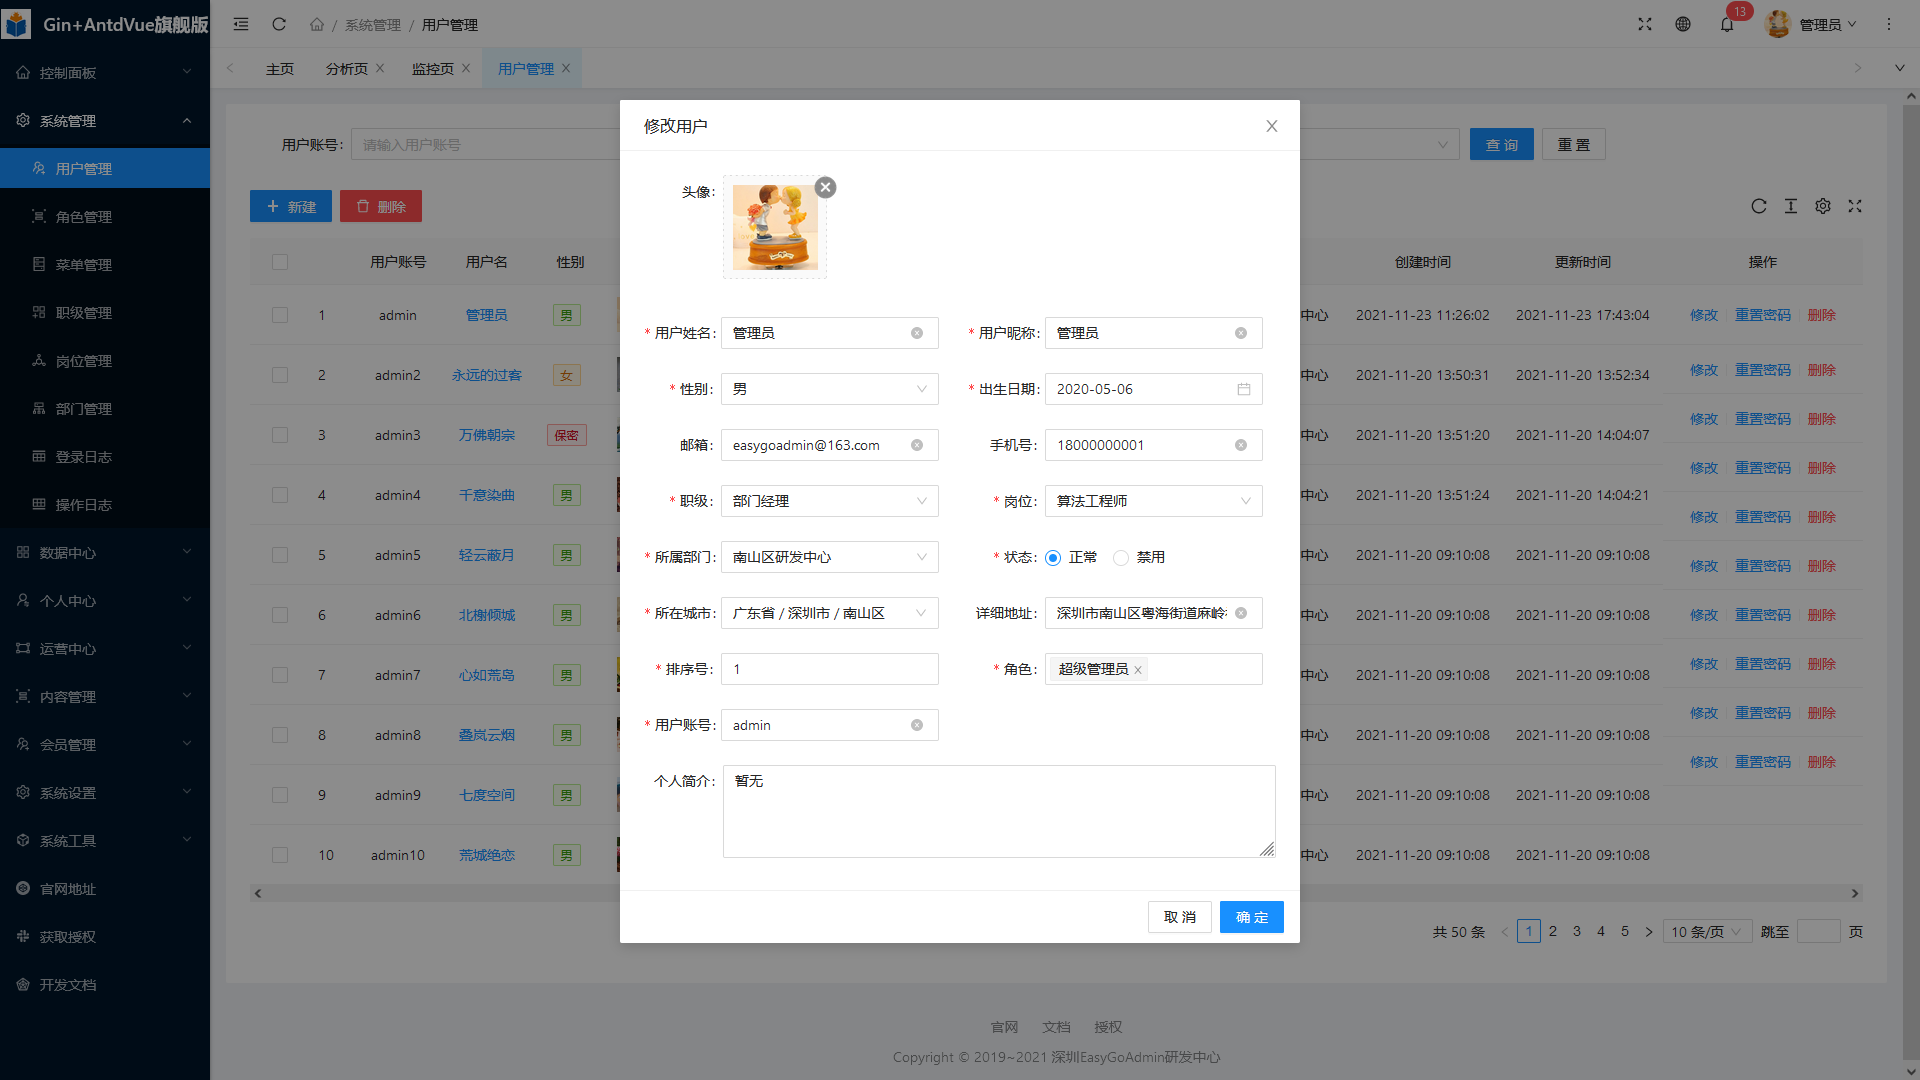 Gin+AntdVue旗舰版
系统管理 / 用户管理
13
管理员
主页 分析页 监控页 用户管理
控制面板
系统管理
用户管理
角色管理
菜单管理
职级管理
岗位管理
部门管理
登录日志
操作日志
数据中心
个人中心
运营中心
内容管理
会员管理
系统设置
系统工具
官网地址
获取授权
开发文档
用户账号: 请输入用户账号
查 询 重 置
新建 删除
用户账号 用户名 性别 创建时间 更新时间 操作
1 admin 管理员 男 中心 2021-11-23 11:26:02 2021-11-23 17:43:04 修改 重置密码 删除
2 admin2 永远的过客 女 中心 2021-11-20 13:50:31 2021-11-20 13:52:34 修改 重置密码 删除
3 admin3 万佛朝宗 保密 中心 2021-11-20 13:51:20 2021-11-20 14:04:07 修改 重置密码 删除
4 admin4 千意染曲 男 中心 2021-11-20 13:51:24 2021-11-20 14:04:21 修改 重置密码 删除
5 admin5 轻云蔽月 男 中心 2021-11-20 09:10:08 2021-11-20 09:10:08 修改 重置密码 删除
6 admin6 北榭倾城 男 中心 2021-11-20 09:10:08 2021-11-20 09:10:08 修改 重置密码 删除
7 admin7 心如荒岛 男 中心 2021-11-20 09:10:08 2021-11-20 09:10:08 修改 重置密码 删除
8 admin8 叠岚云烟 男 中心 2021-11-20 09:10:08 2021-11-20 09:10:08 修改 重置密码 删除
9 admin9 七度空间 男 中心 2021-11-20 09:10:08 2021-11-20 09:10:08 修改 重置密码 删除
10 admin10 荒城绝恋 男 中心 2021-11-20 09:10:08 2021-11-20 09:10:08 修改 重置密码 删除
共 50 条 1 2 3 4 5 10 条/页 跳至 页
修改用户
头像:
* 用户姓名: 管理员 * 用户昵称: 管理员
* 性别: 男 * 出生日期: 2020-05-06
邮箱: easygoadmin@163.com 手机号: 18000000001
* 职级: 部门经理 * 岗位: 算法工程师
* 所属部门: 南山区研发中心 * 状态: 正常 禁用
* 所在城市: 广东省 / 深圳市 / 南山区 详细地址: 深圳市南山区粤海街道麻岭
* 排序号: 1 * 角色: 超级管理员
* 用户账号: admin
个人简介: 暂无
取 消 确 定
官网 文档 授权
Copyright © 2019~2021 深圳EasyGoAdmin研发中心